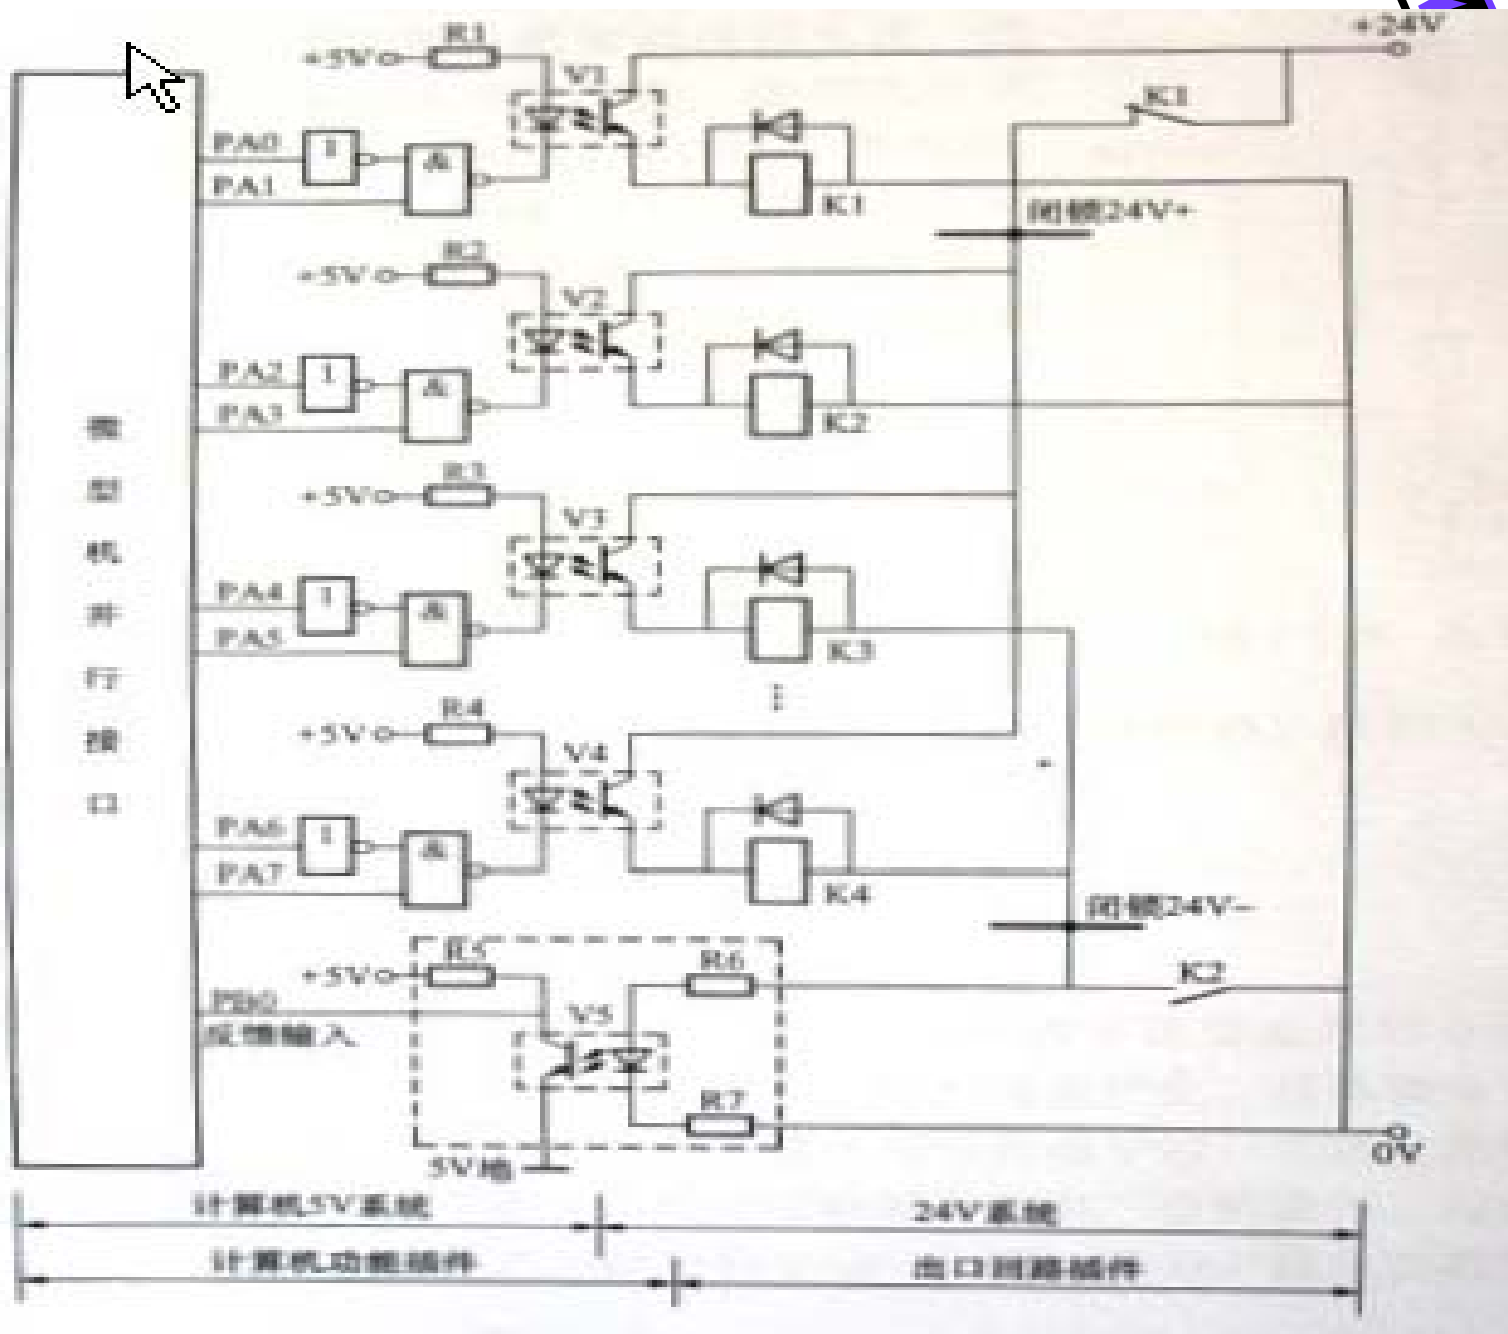 +24V
R1
+5V
V1
K1
PA0
1
&
PA1
K1
闭锁24V+
R2
+5V
V2
PA2
1
&
PA3
K2
R3
+5V
V3
PA4
1
&
PA5
K3
R4
+5V
V4
PA6
1
&
PA7
K4
闭锁24V-
微型机并行接口
R5
+5V
R6
K2
PB0
反馈输入
V5
R7
0V
5V地
计算机5V系统
24V系统
计算机功能插件
出口回路插件